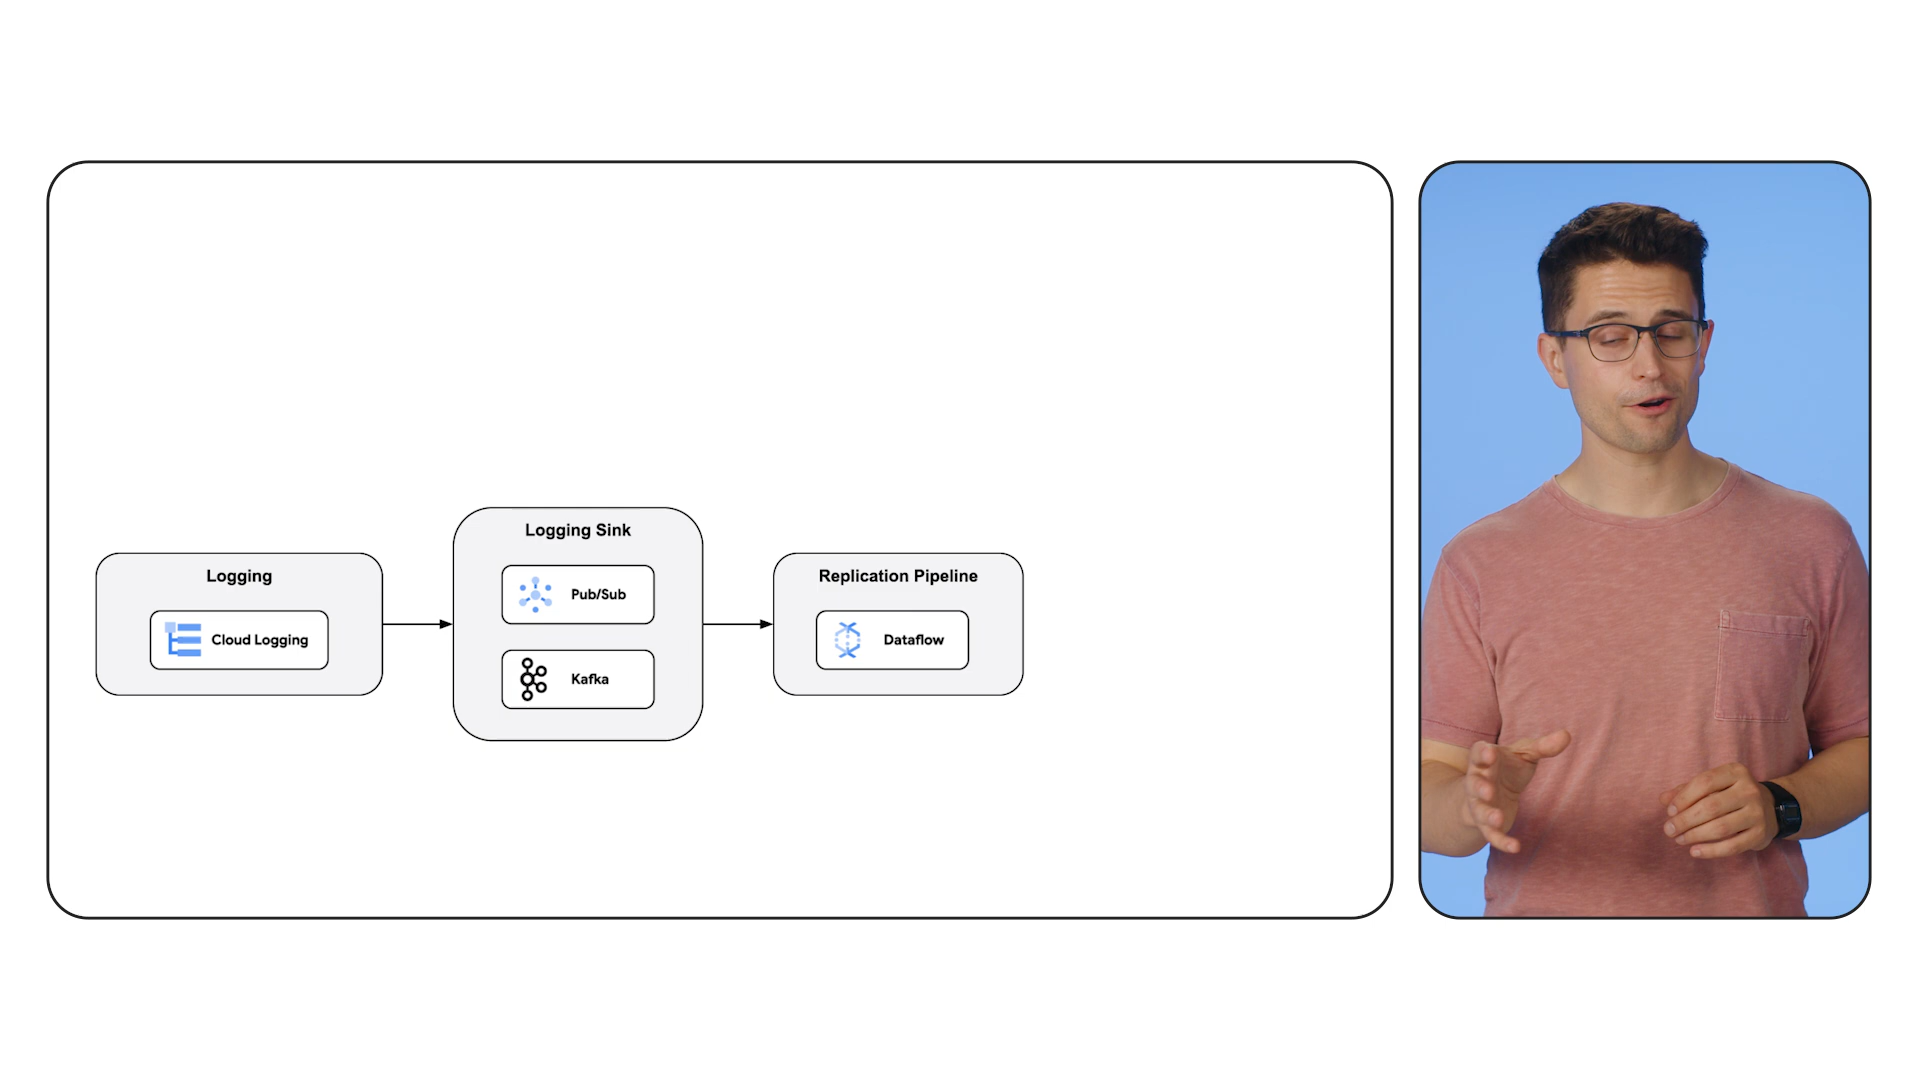 Logging
Cloud Logging
Logging Sink
Pub/Sub
Kafka
Replication Pipeline
Dataflow